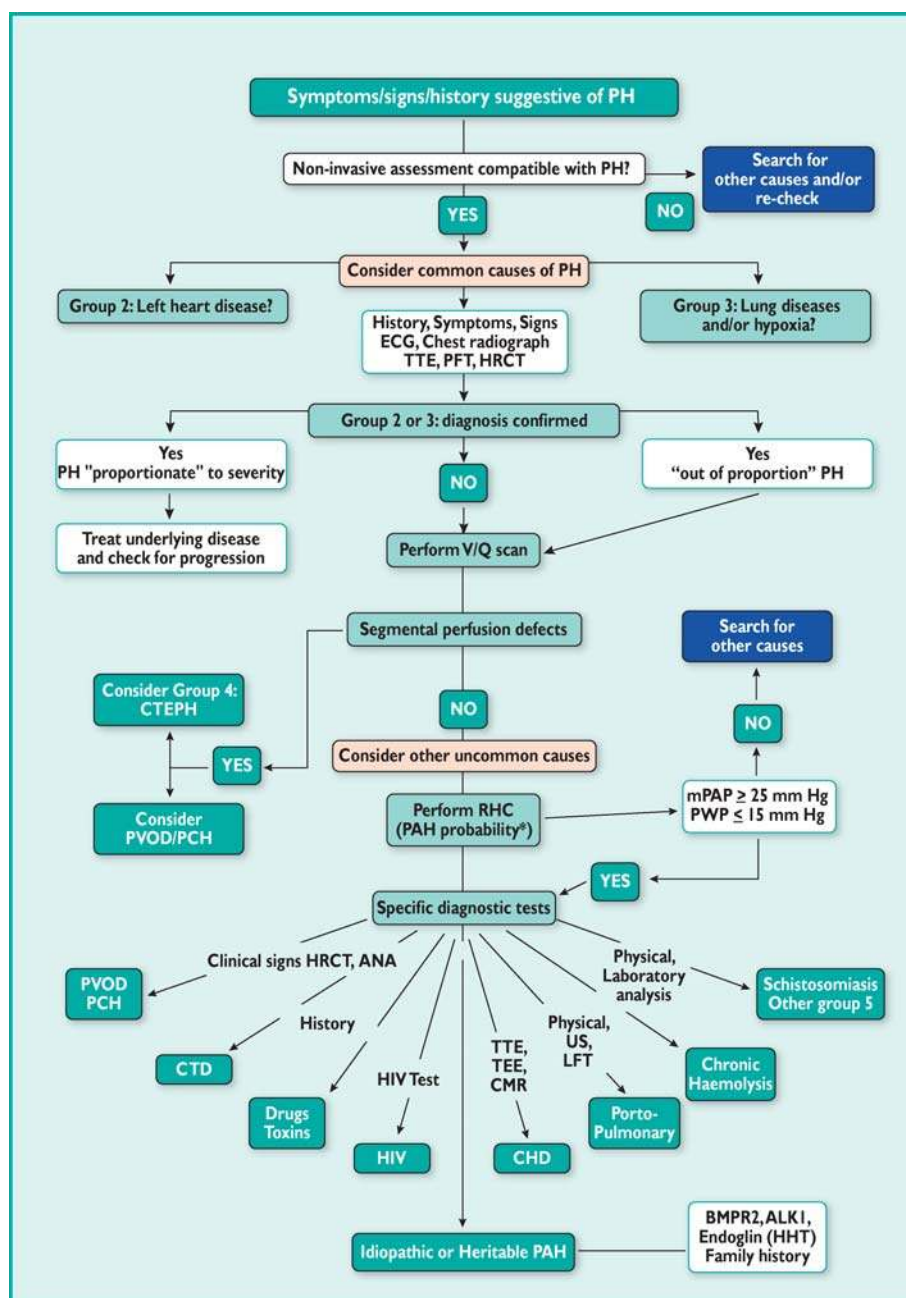 Symptoms/signs/history suggestive of PH
Non-invasive assessment compatible with PH?
Search for
other causes and/or
re-check
YES
NO
Consider common causes of PH
Group 2: Left heart disease?
History, Symptoms, Signs
ECG, Chest radiograph
TTE, PFT, HRCT
Group 3: Lung diseases
and/or hypoxia?
Group 2 or 3: diagnosis confirmed
Yes
PH "proportionate" to severity
NO
Yes
“out of proportion” PH
Treat underlying disease
and check for progression
Perform V/Q scan
Segmental perfusion defects
Search for
other causes
Consider Group 4:
CTEPH
NO
NO
YES
Consider other uncommon causes
Consider
PVOD/PCH
Perform RHC
(PAH probability*)
mPAP ≥ 25 mm Hg
PWP ≤ 15 mm Hg
YES
Specific diagnostic tests
Clinical signs HRCT, ANA
Physical,
Laboratory
analysis
PVOD
PCH
Schistosomiasis
Other group 5
History
TTE,
TEE,
CMR
Physical,
US,
LFT
CTD
HIV Test
Chronic
Haemolysis
Drugs
Toxins
Porto-
Pulmonary
HIV
CHD
Idiopathic or Heritable PAH
BMPR2, ALK1,
Endoglin (HHT)
Family history